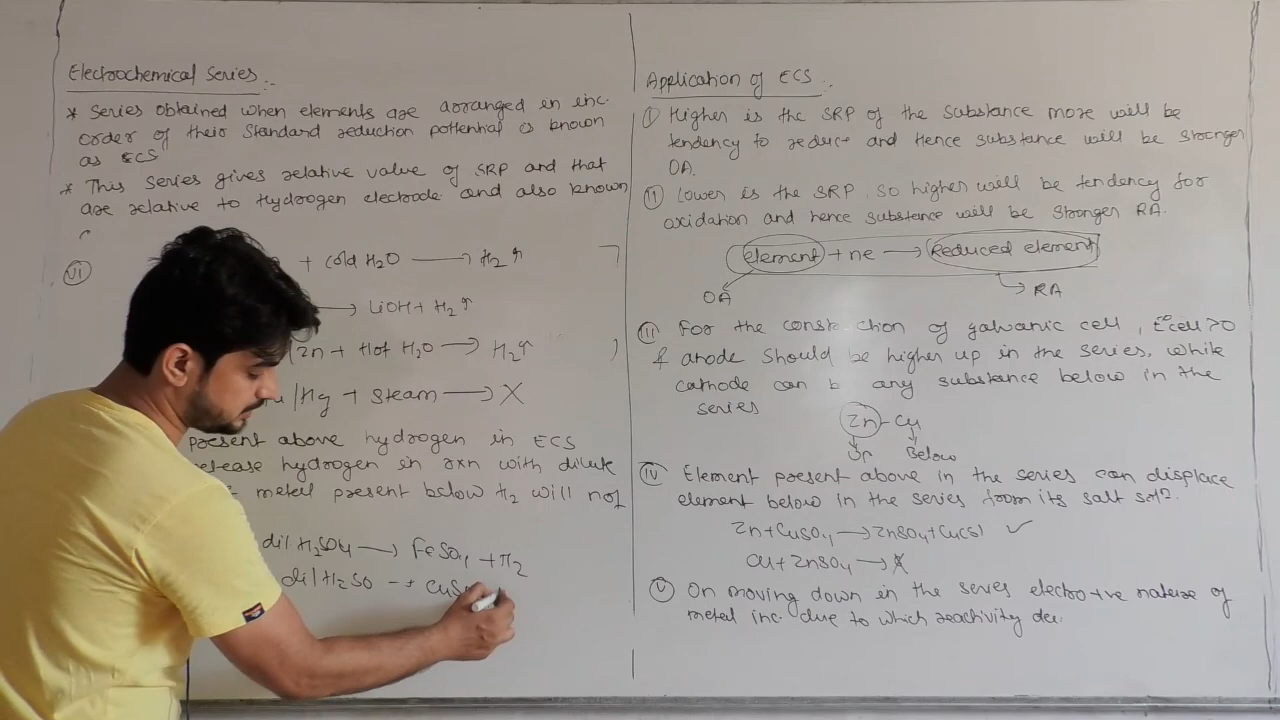 Electrochemical Series :-
* Series obtained when elements are arranged in inc.
order of their standard reduction pottential is known
as ECS
* This series gives relative value of SRP and that
are relative to Hydrogen electrode and also known
VI
+ cold H2O → H2↑
→ LiOH + H2↑
/Zn + Hot H2O → H2↑
/Hg + steam → X
present above hydrogen in ECS
release hydrogen in rxn with dilute
metal present below H2 will not
dil H2SO4 → FeSO4 + H2
dil H2SO → CuS
Application of ECS :-
I Higher is the SRP of the substance more will be
tendency to reduce and Hence substance will be stronger
OA.
II Lower is the SRP. so higher will be tendency for
oxidation and hence substance will be stronger RA.
element + ne → Reduced element
OA RA
III For the const ction of galvanic cell, E°cell>0
& anode should be higher up in the series, while
cathode can b any substance below in the
series
Zn - Cu
Up Below
IV Element present above in the series can displace
element below in the series from its salt sol?.
Zn + CuSO4 → ZnSO4 + Cu(s) ✓
Cu + ZnSO4 → X
V On moving down in the series electro+ve nature of
metal inc. due to which reactivity dec.